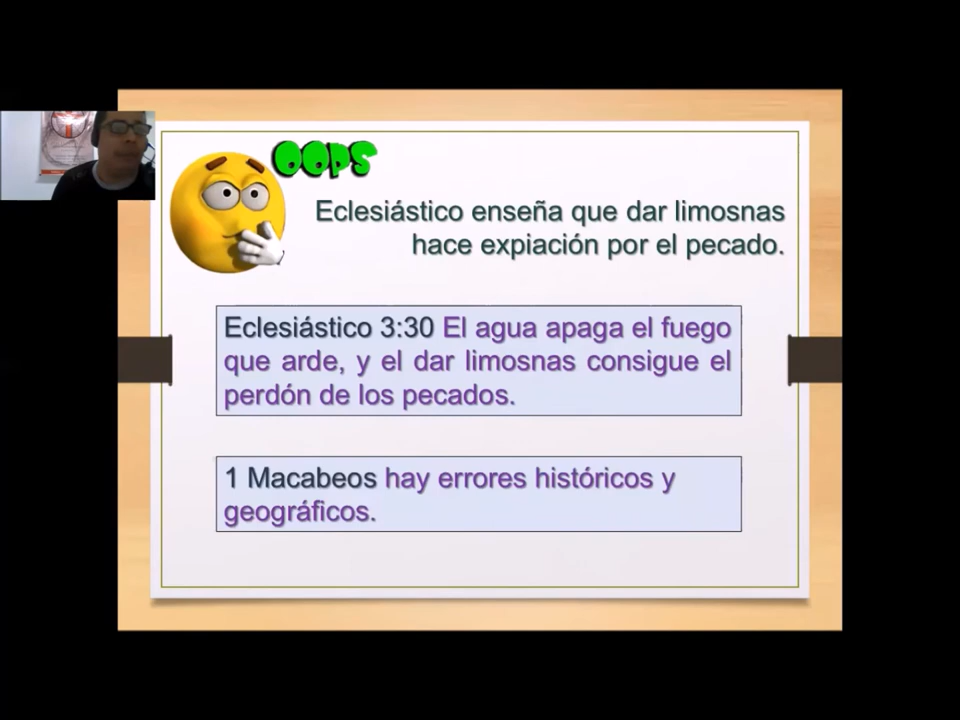 OOPS
Eclesiástico enseña que dar limosnas
hace expiación por el pecado.
Eclesiástico 3:30 El agua apaga el fuego
que arde, y el dar limosnas consigue el
perdón de los pecados.
1 Macabeos hay errores históricos y
geográficos.